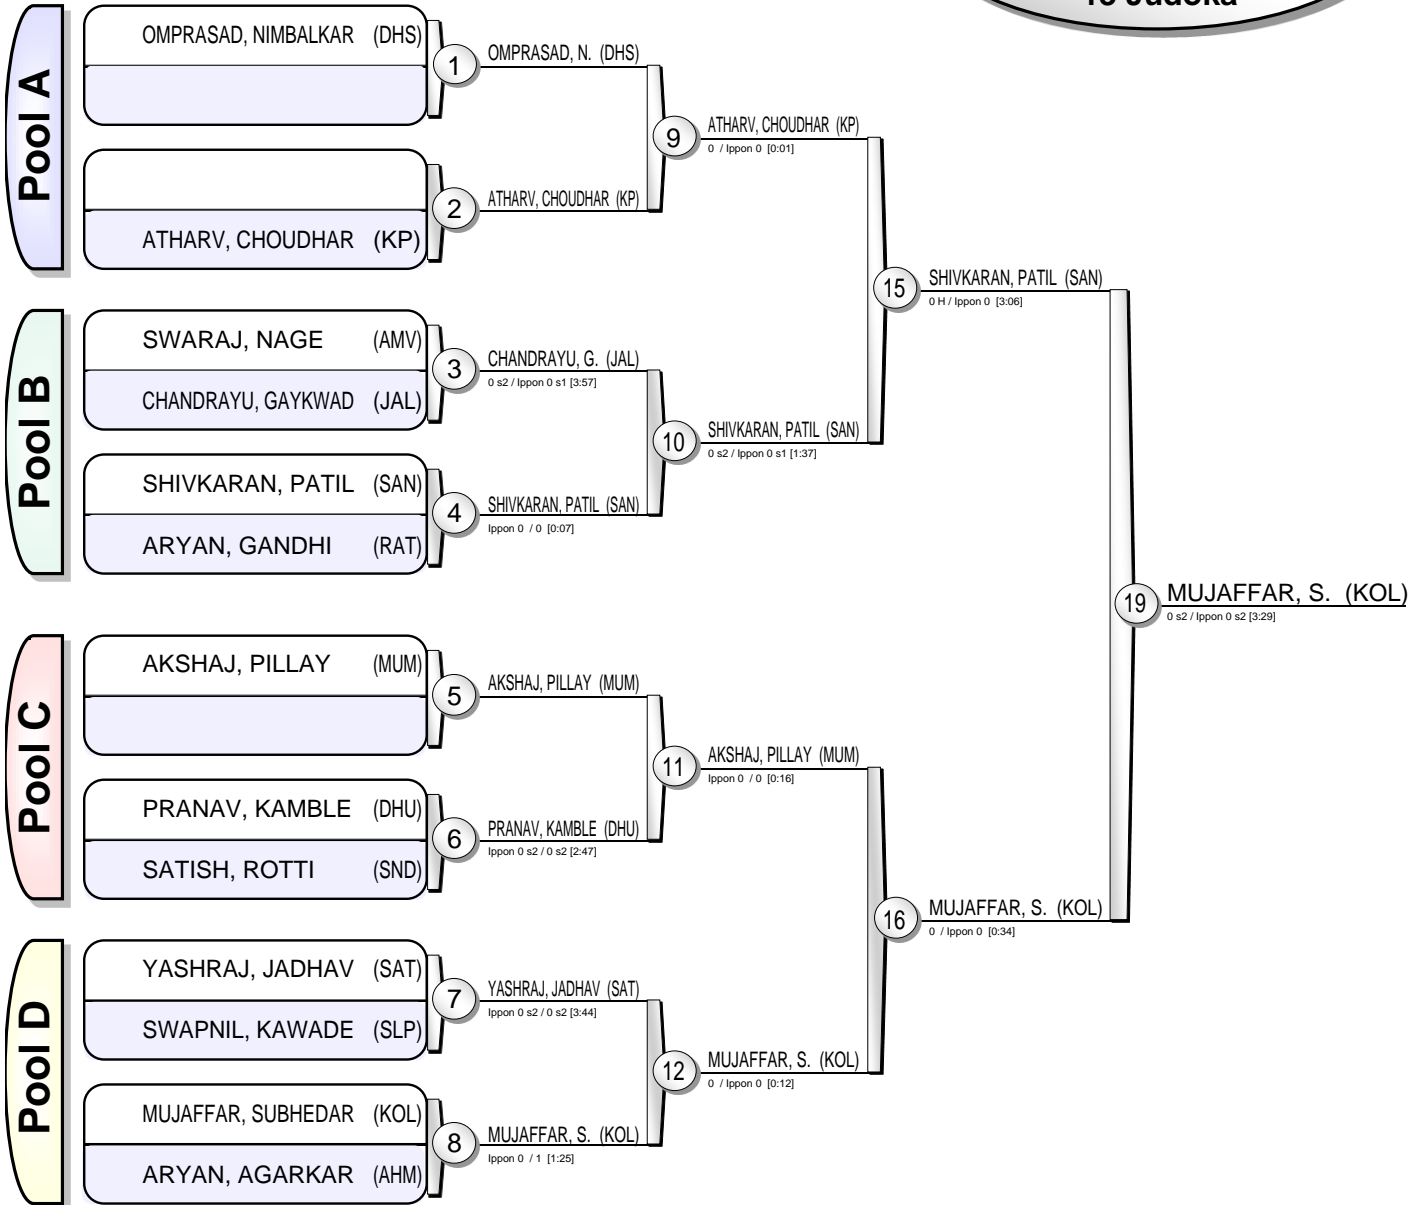 Pool A
OMPRASAD, NIMBALKAR (DHS)
1
OMPRASAD, N. (DHS)
2
ATHARV, CHOUDHAR (KP)
ATHARV, CHOUDHAR (KP)
9
ATHARV, CHOUDHAR (KP)
0 / Ippon 0 [0:01]
Pool B
SWARAJ, NAGE (AMV)
CHANDRAYU, GAYKWAD (JAL)
3
CHANDRAYU, G. (JAL)
0 s2 / Ippon 0 s1 [3:57]
SHIVKARAN, PATIL (SAN)
ARYAN, GANDHI (RAT)
4
SHIVKARAN, PATIL (SAN)
Ippon 0 / 0 [0:07]
10
SHIVKARAN, PATIL (SAN)
0 s2 / Ippon 0 s1 [1:37]
15
SHIVKARAN, PATIL (SAN)
0 H / Ippon 0 [3:06]
Pool C
AKSHAJ, PILLAY (MUM)
5
AKSHAJ, PILLAY (MUM)
PRANAV, KAMBLE (DHU)
SATISH, ROTTI (SND)
6
PRANAV, KAMBLE (DHU)
Ippon 0 s2 / 0 s2 [2:47]
11
AKSHAJ, PILLAY (MUM)
Ippon 0 / 0 [0:16]
Pool D
YASHRAJ, JADHAV (SAT)
SWAPNIL, KAWADE (SLP)
7
YASHRAJ, JADHAV (SAT)
Ippon 0 s2 / 0 s2 [3:44]
MUJAFFAR, SUBHEDAR (KOL)
ARYAN, AGARKAR (AHM)
8
MUJAFFAR, S. (KOL)
Ippon 0 / 1 [1:25]
12
MUJAFFAR, S. (KOL)
0 / Ippon 0 [0:12]
16
MUJAFFAR, S. (KOL)
0 / Ippon 0 [0:34]
19
MUJAFFAR, S. (KOL)
0 s2 / Ippon 0 s2 [3:29]